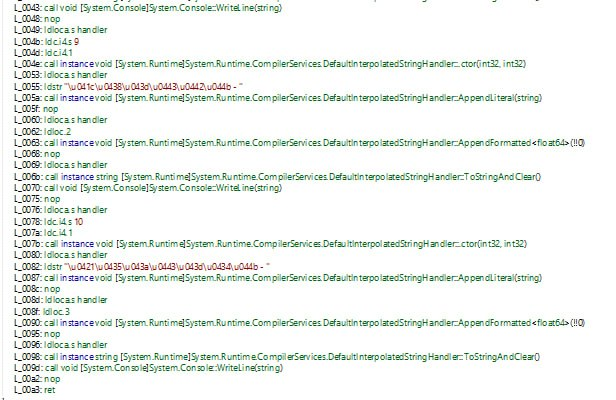 L_0043: call void [System.Console]System.Console::WriteLine(string)
L_0048: nop
L_0049: ldloca.s handler
L_004b: ldc.i4.s 9
L_004d: ldc.i4.1
L_004e: call instance void [System.Runtime]System.Runtime.CompilerServices.DefaultInterpolatedStringHandler::.ctor(int32, int32)
L_0053: ldloca.s handler
L_0055: ldstr "\u041c\u0438\u043d\u0443\u0442\u044b - "
L_005a: call instance void [System.Runtime]System.Runtime.CompilerServices.DefaultInterpolatedStringHandler::AppendLiteral(string)
L_005f: nop
L_0060: ldloca.s handler
L_0062: ldloc.2
L_0063: call instance void [System.Runtime]System.Runtime.CompilerServices.DefaultInterpolatedStringHandler::AppendFormatted<float64>(!!0)
L_0068: nop
L_0069: ldloca.s handler
L_006b: call instance string [System.Runtime]System.Runtime.CompilerServices.DefaultInterpolatedStringHandler::ToStringAndClear()
L_0070: call void [System.Console]System.Console::WriteLine(string)
L_0075: nop
L_0076: ldloca.s handler
L_0078: ldc.i4.s 10
L_007a: ldc.i4.1
L_007b: call instance void [System.Runtime]System.Runtime.CompilerServices.DefaultInterpolatedStringHandler::.ctor(int32, int32)
L_0080: ldloca.s handler
L_0082: ldstr "\u0421\u0435\u043a\u0443\u043d\u0434\u044b - "
L_0087: call instance void [System.Runtime]System.Runtime.CompilerServices.DefaultInterpolatedStringHandler::AppendLiteral(string)
L_008c: nop
L_008d: ldloca.s handler
L_008f: ldloc.3
L_0090: call instance void [System.Runtime]System.Runtime.CompilerServices.DefaultInterpolatedStringHandler::AppendFormatted<float64>(!!0)
L_0095: nop
L_0096: ldloca.s handler
L_0098: call instance string [System.Runtime]System.Runtime.CompilerServices.DefaultInterpolatedStringHandler::ToStringAndClear()
L_009d: call void [System.Console]System.Console::WriteLine(string)
L_00a2: nop
L_00a3: ret